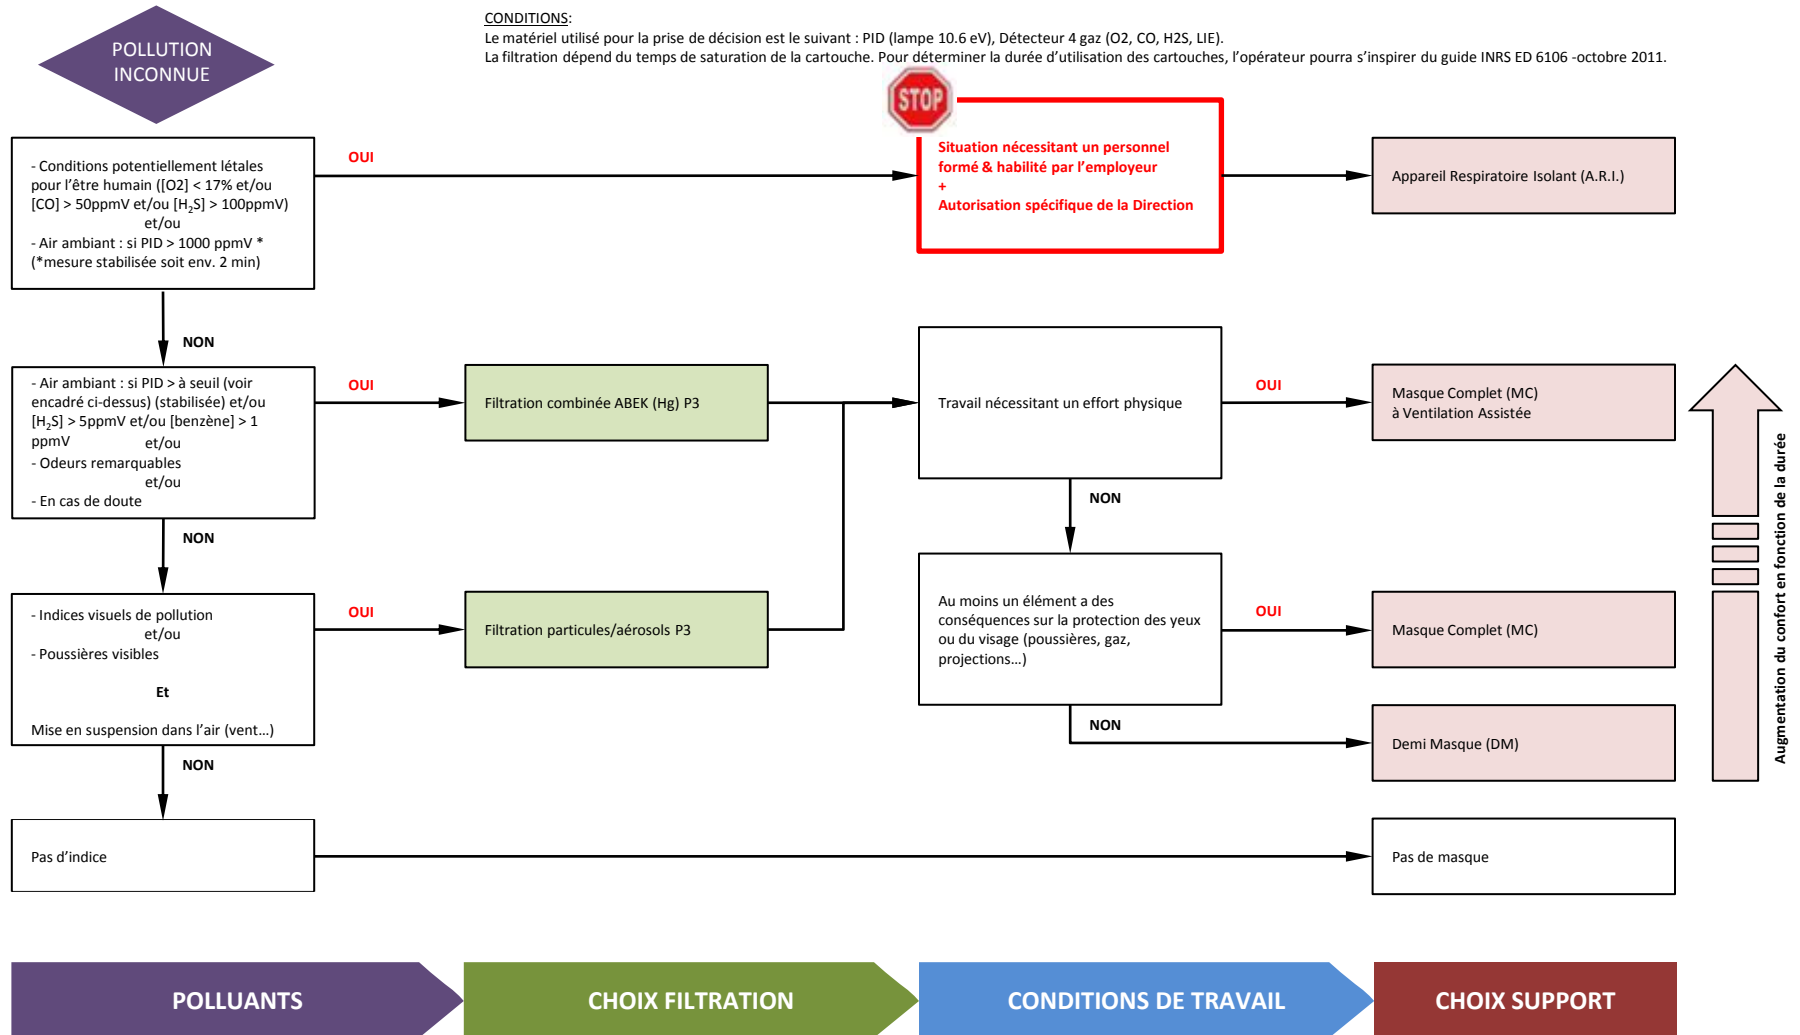 POLLUTION
INCONNUE
CONDITIONS:
Le matériel utilisé pour la prise de décision est le suivant : PID (lampe 10.6 eV), Détecteur 4 gaz (O2, CO, H2S, LIE).
La filtration dépend du temps de saturation de la cartouche. Pour déterminer la durée d'utilisation des cartouches, l'opérateur pourra s'inspirer du guide INRS ED 6106 -octobre 2011.
- Conditions potentiellement létales
pour l'être humain ([O2] < 17% et/ou
[CO] > 50ppmV et/ou [H2S] > 100ppmV)
et/ou
- Air ambiant : si PID > 1000 ppmV *
(*mesure stabilisée soit env. 2 min)
OUI
STOP
Situation nécessitant un personnel
formé & habilité par l'employeur
+
Autorisation spécifique de la Direction
Appareil Respiratoire Isolant (A.R.I.)
NON
- Air ambiant : si PID > à seuil (voir
encadré ci-dessus) (stabilisée) et/ou
[H2S] > 5ppmV et/ou [benzène] > 1
ppmV et/ou
- Odeurs remarquables
et/ou
- En cas de doute
OUI
Filtration combinée ABEK (Hg) P3
Travail nécessitant un effort physique
OUI
Masque Complet (MC)
à Ventilation Assistée
NON
NON
- Indices visuels de pollution
et/ou
- Poussières visibles
Et
Mise en suspension dans l'air (vent…)
OUI
Filtration particules/aérosols P3
Au moins un élément a des
conséquences sur la protection des yeux
ou du visage (poussières, gaz,
projections…)
OUI
Masque Complet (MC)
NON
Demi Masque (DM)
NON
Pas d'indice
Pas de masque
Augmentation du confort en fonction de la durée
POLLUANTS
CHOIX FILTRATION
CONDITIONS DE TRAVAIL
CHOIX SUPPORT